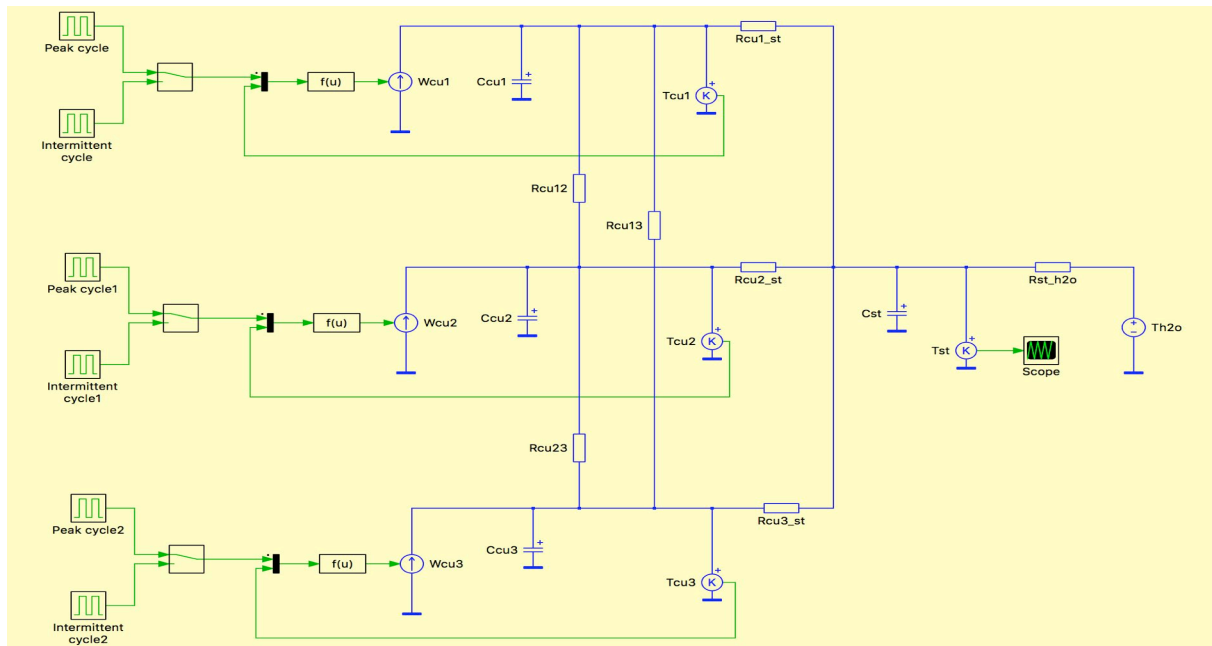 Peak cycle
Intermittent
cycle
f(u)
Wcu1
Ccu1
Tcu1
K
Rcu1_st
Rcu12
Rcu13
Peak cycle1
Intermittent
cycle1
f(u)
Wcu2
Ccu2
Tcu2
K
Rcu2_st
Cst
Tst
K
Scope
Rst_h2o
Th2o
Rcu23
Peak cycle2
Intermittent
cycle2
f(u)
Wcu3
Ccu3
Tcu3
K
Rcu3_st